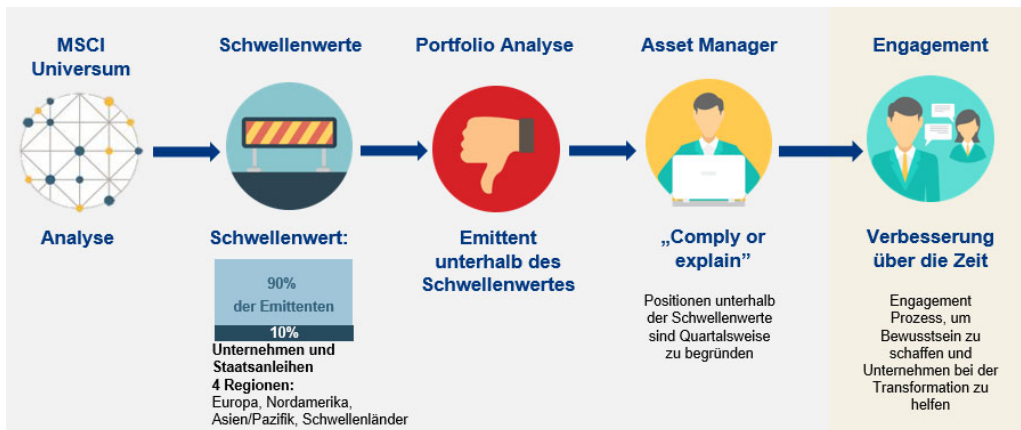 MSCI
Universum
Analyse
Schwellenwerte
Schwellenwert:
90%
der Emittenten
10%
Unternehmen und
Staatsanleihen
4 Regionen:
Europa, Nordamerika,
Asien/Pazifik, Schwellenländer
Portfolio Analyse
Emittent
unterhalb des
Schwellenwertes
Asset Manager
„Comply or
explain”
Positionen unterhalb
der Schwellenwerte
sind Quartalsweise
zu begründen
Engagement
Verbesserung
über die Zeit
Engagement
Prozess, um
Bewusstsein zu
schaffen und
Unternehmen bei der
Transformation zu
helfen